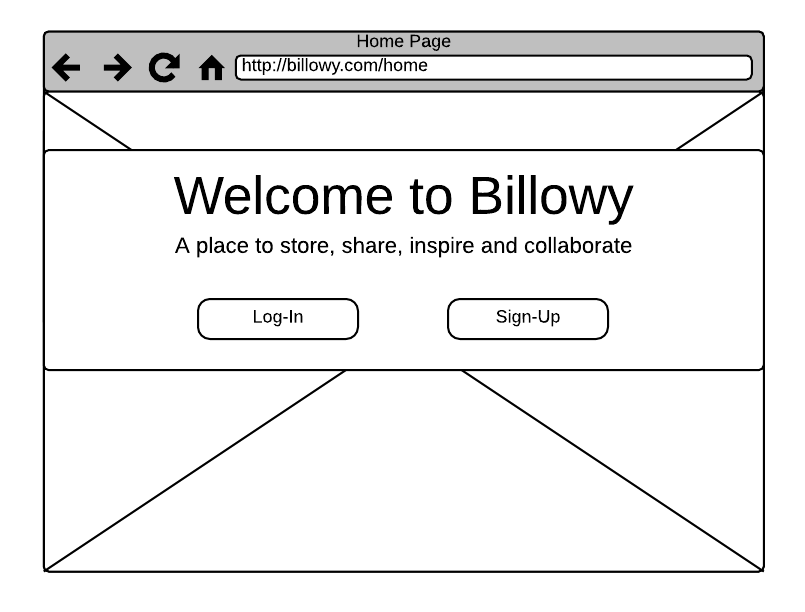 Home Page
http://billowy.com/home
Welcome to Billowy
A place to store, share, inspire and collaborate
Log-In Sign-Up